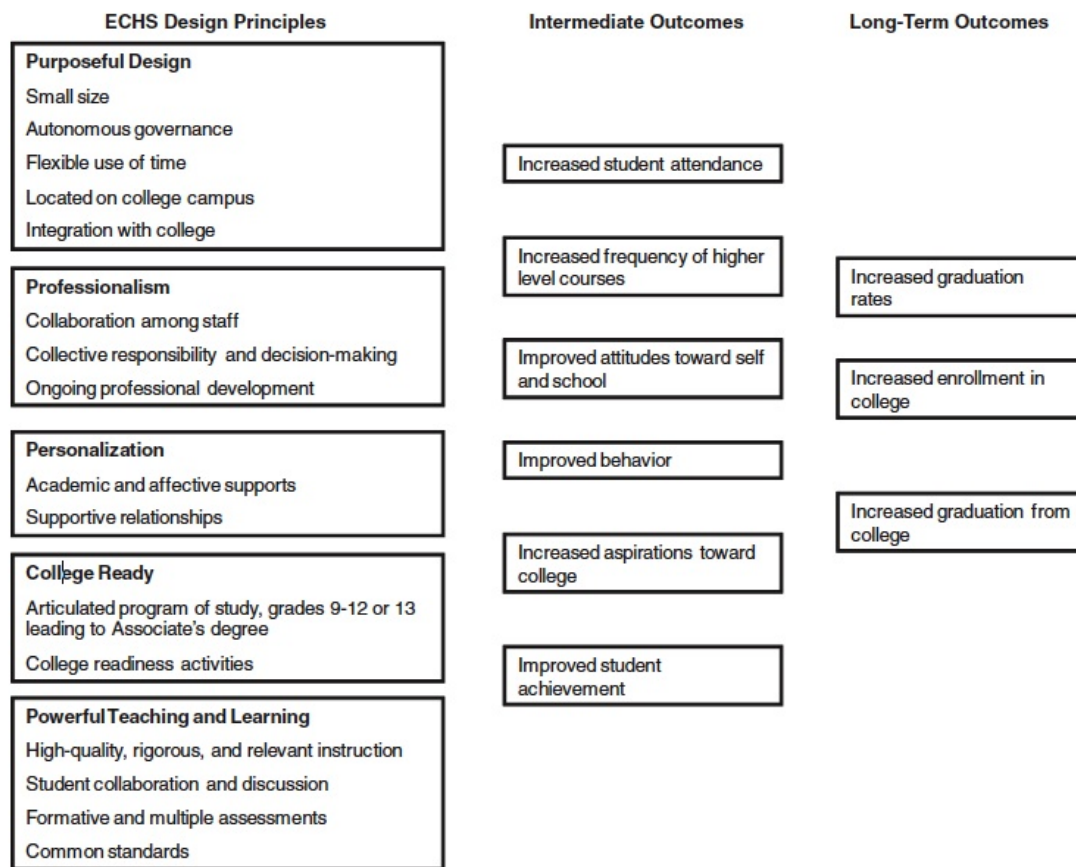 ECHS Design Principles
Intermediate Outcomes
Long-Term Outcomes
Purposeful Design
Small size
Autonomous governance
Flexible use of time
Located on college campus
Integration with college
Professionalism
Collaboration among staff
Collective responsibility and decision-making
Ongoing professional development
Personalization
Academic and affective supports
Supportive relationships
College Ready
Articulated program of study, grades 9-12 or 13
leading to Associate's degree
College readiness activities
Powerful Teaching and Learning
High-quality, rigorous, and relevant instruction
Student collaboration and discussion
Formative and multiple assessments
Common standards
Increased student attendance
Increased frequency of higher
level courses
Improved attitudes toward self
and school
Improved behavior
Increased aspirations toward
college
Improved student
achievement
Increased graduation
rates
Increased enrollment in
college
Increased graduation from
college